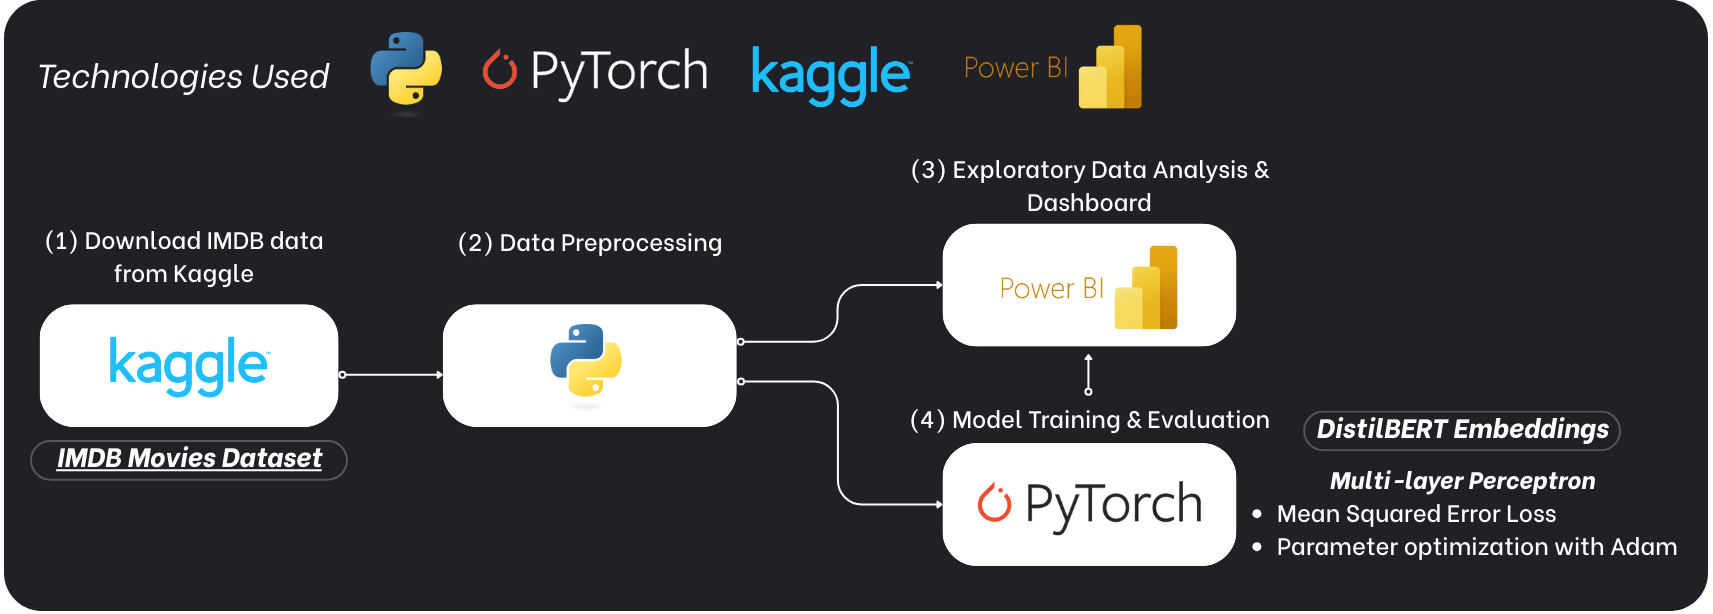 Technologies Used
PyTorch
kaggle™
Power BI
(3) Exploratory Data Analysis &
Dashboard
(1) Download IMDB data
from Kaggle
(2) Data Preprocessing
Power BI
kaggle™
IMDB Movies Dataset
(4) Model Training & Evaluation
PyTorch
DistilBERT Embeddings
Multi-layer Perceptron
• Mean Squared Error Loss
• Parameter optimization with Adam